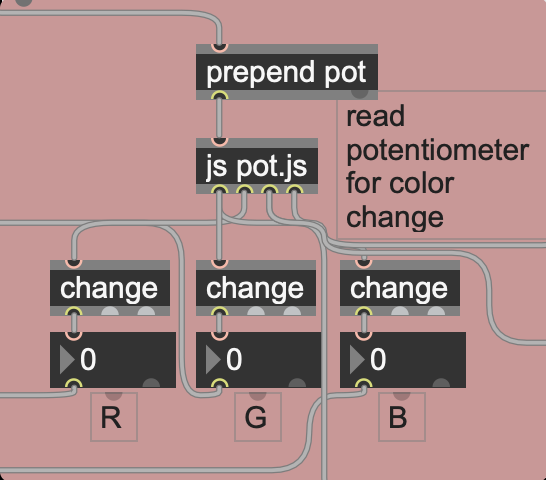 prepend pot
read
potentiometer
for color
change
js pot.js
change
change
change
0
0
0
R
G
B